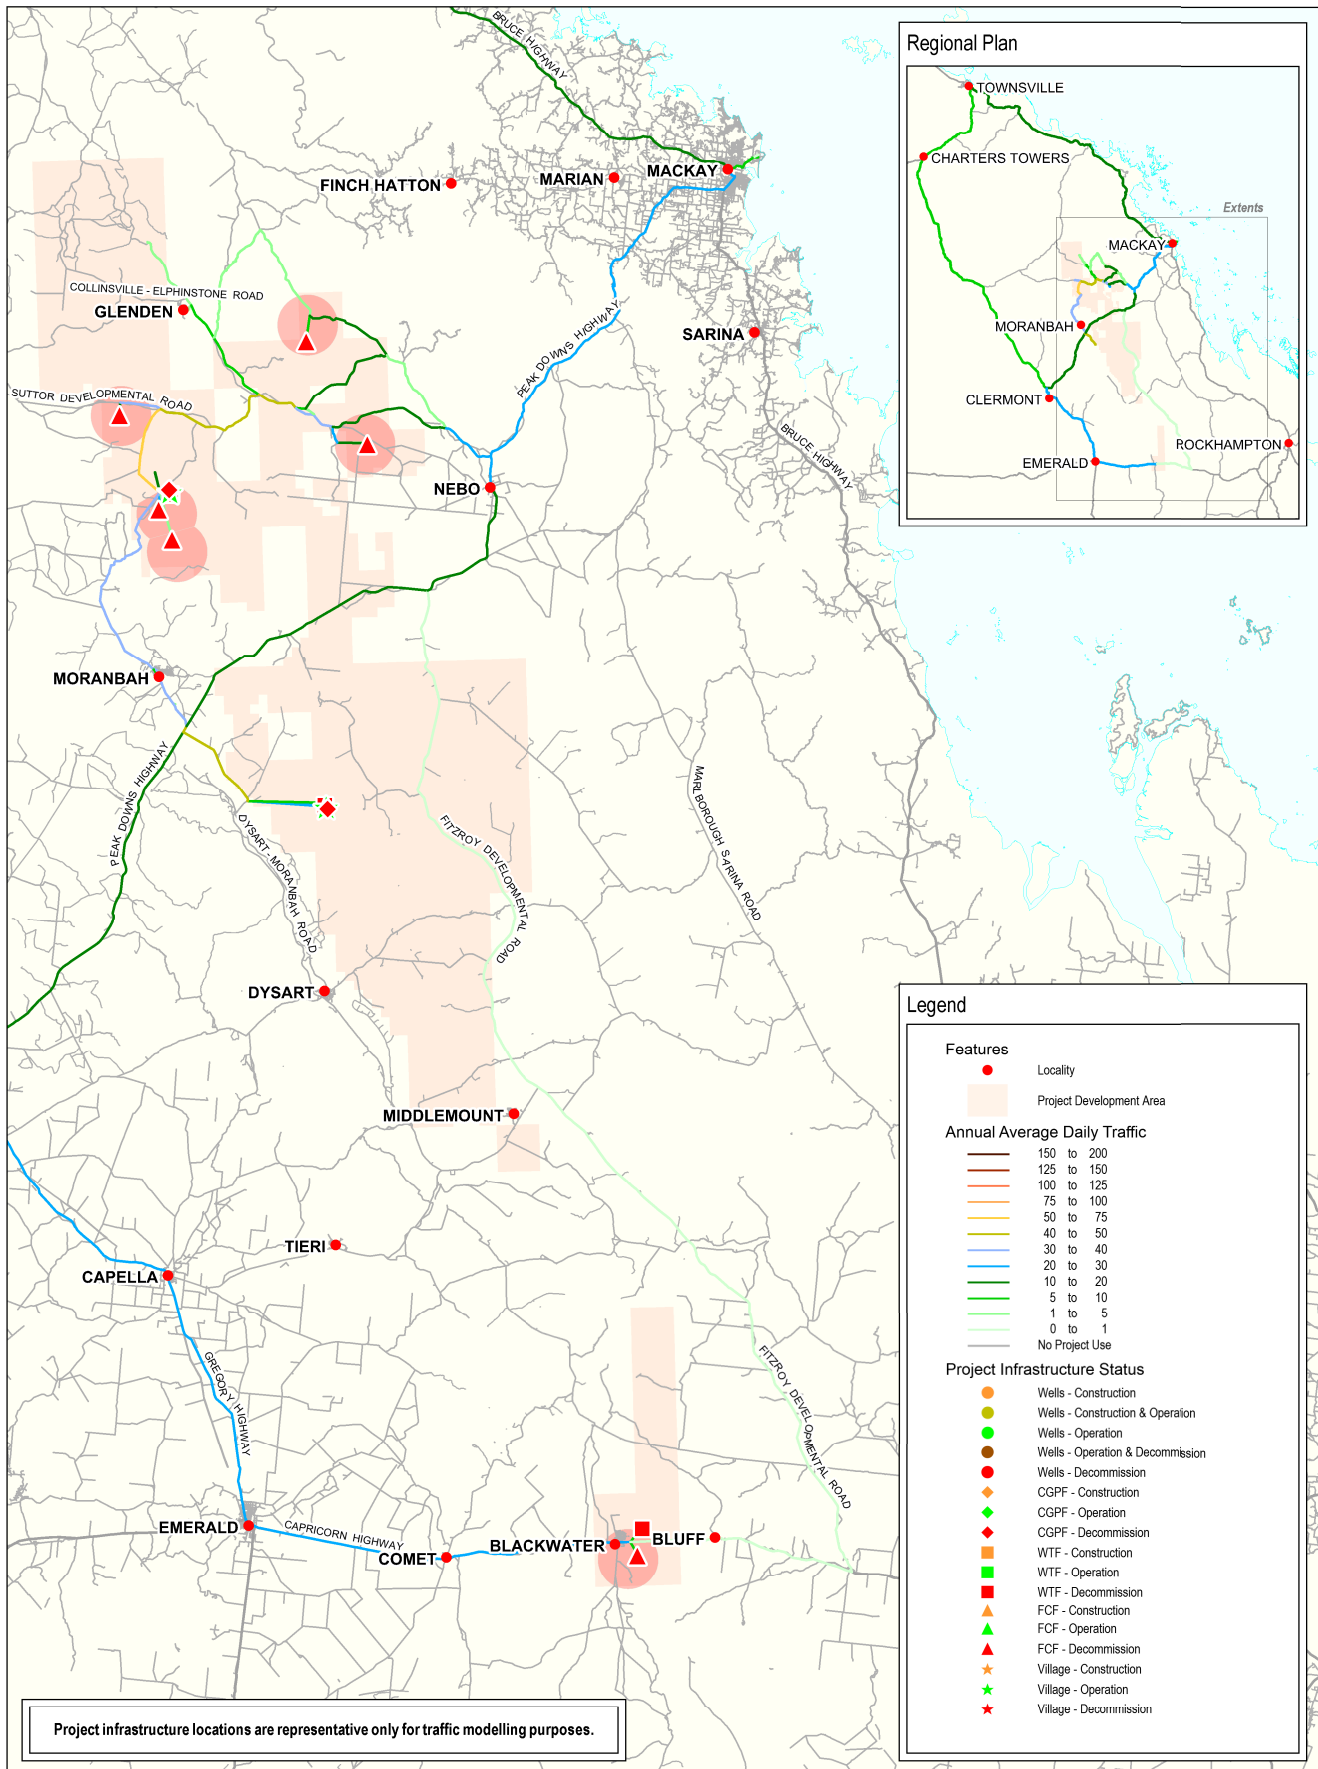 BRUCE HIGHWAY
MACKAY
MARIAN
FINCH HATTON
COLLINSVILLE - ELPHINSTONE ROAD
GLENDEN
SARINA
PEAK DOWNS HIGHWAY
SUTTOR DEVELOPMENTAL ROAD
BRUCE HIGHWAY
NEBO
MORANBAH
PEAK DOWNS HIGHWAY
DYSART - MORANBAH ROAD
FITZROY DEVELOPMENTAL ROAD
MARLBOROUGH SARINA ROAD
DYSART
MIDDLEMOUNT
TIERI
CAPELLA
GREGORY HIGHWAY
FITZROY DEVELOPMENTAL ROAD
EMERALD
CAPRICORN HIGHWAY
COMET
BLACKWATER
BLUFF
Project infrastructure locations are representative only for traffic modelling purposes.
Regional Plan
TOWNSVILLE
CHARTERS TOWERS
Extents
MACKAY
MORANBAH
CLERMONT
ROCKHAMPTON
EMERALD
Legend
Features
Locality
Project Development Area
Annual Average Daily Traffic
150 to 200
125 to 150
100 to 125
75 to 100
50 to 75
40 to 50
30 to 40
20 to 30
10 to 20
5 to 10
1 to 5
0 to 1
No Project Use
Project Infrastructure Status
Wells - Construction
Wells - Construction & Operation
Wells - Operation
Wells - Operation & Decommission
Wells - Decommission
CGPF - Construction
CGPF - Operation
CGPF - Decommission
WTF - Construction
WTF - Operation
WTF - Decommission
FCF - Construction
FCF - Operation
FCF - Decommission
Village - Construction
Village - Operation
Village - Decommission